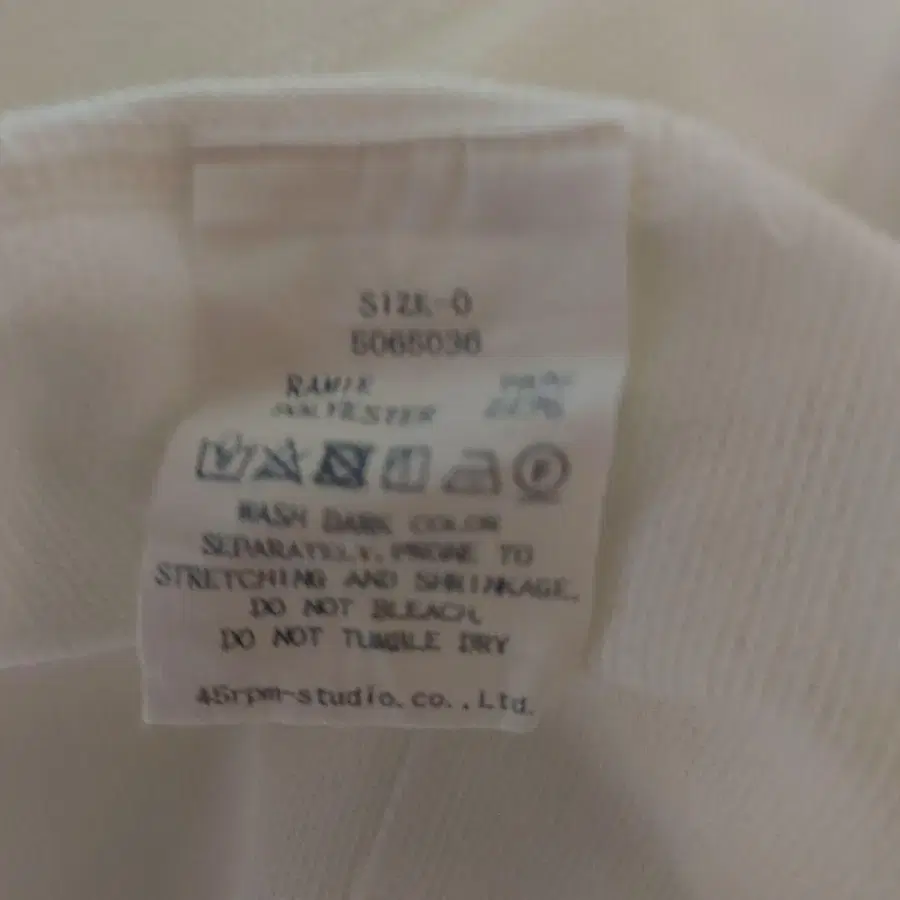 SIZE-0
5065036
RAMIE
POLYESTER
WASH DARK COLOR
SEPARATELY. PRONE TO
STRETCHING AND SHRINKAGE.
DO NOT BLEACH,
DO NOT TUMBLE DRY
45rpm-studio.co.,Ltd.